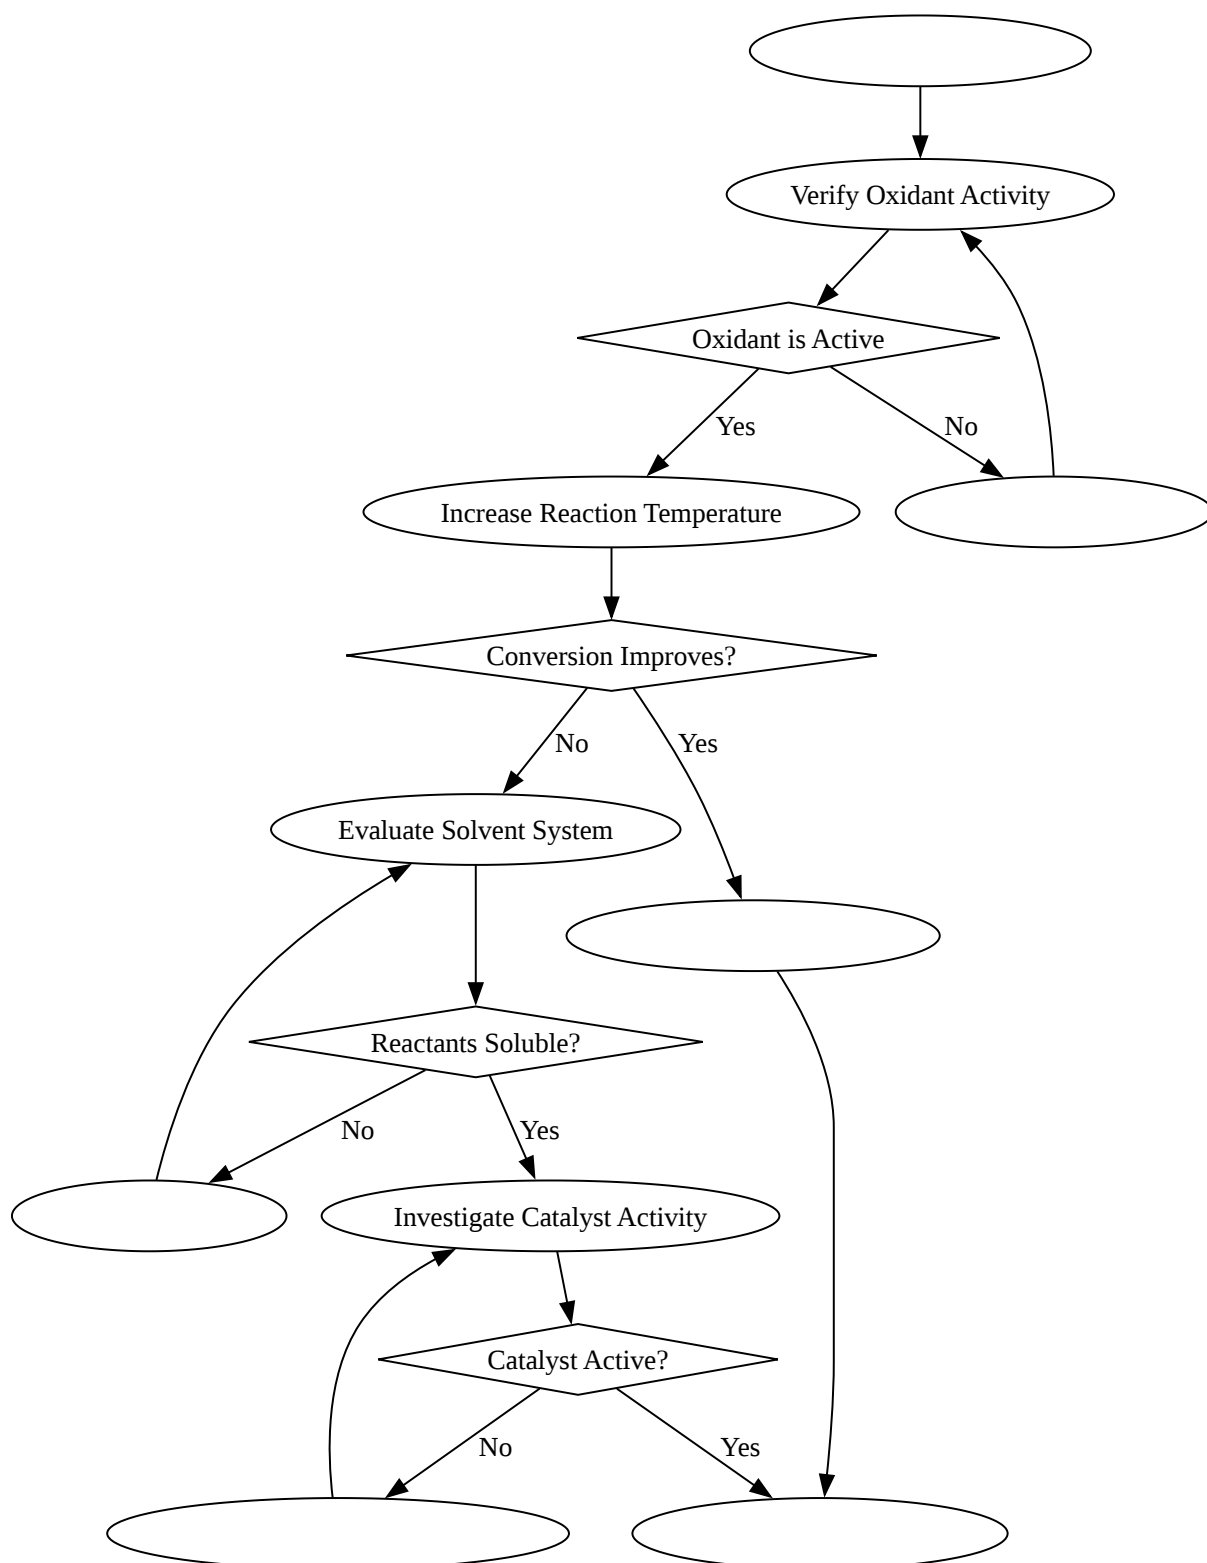 Verify Oxidant Activity
Oxidant is Active
Yes
No
Increase Reaction Temperature
Conversion Improves?
No
Yes
Evaluate Solvent System
Reactants Soluble?
No
Yes
Investigate Catalyst Activity
Catalyst Active?
No
Yes